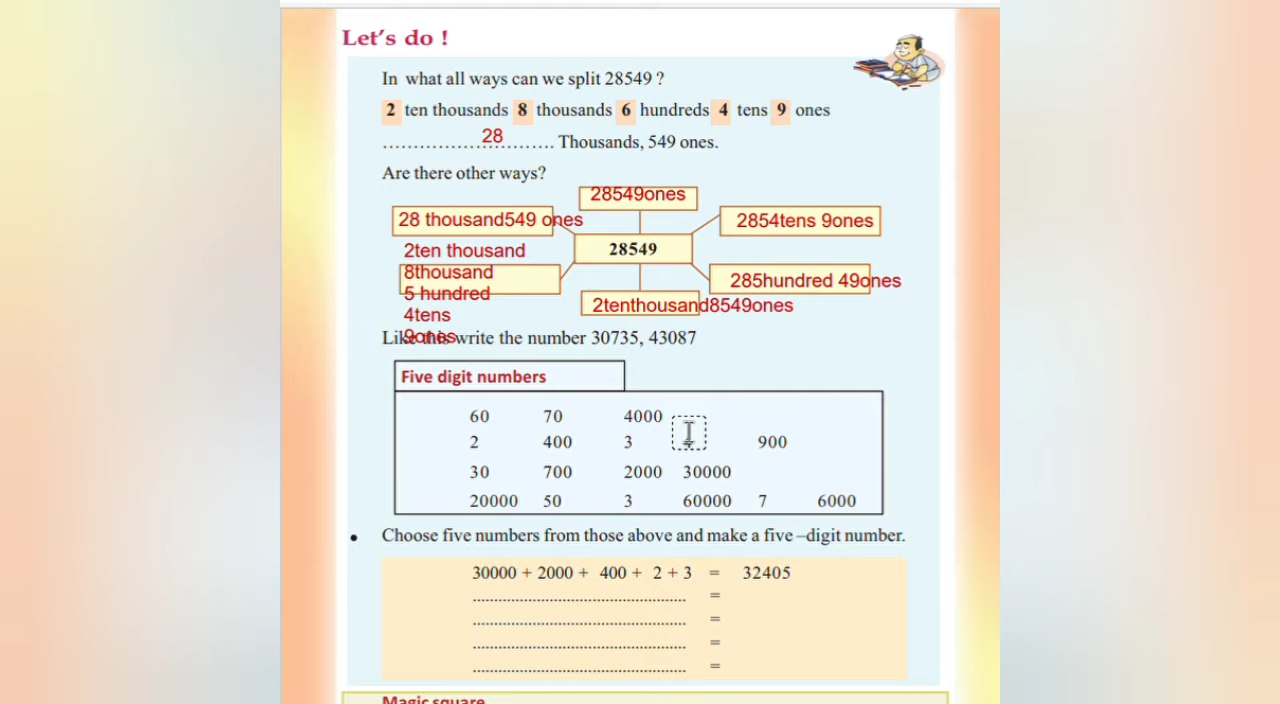 Let's do !
In what all ways can we split 28549 ?
2 ten thousands 8 thousands 6 hundreds 4 tens 9 ones
.................28............ Thousands, 549 ones.
Are there other ways?
28549ones
28 thousand549 ones
2854tens 9ones
28549
2ten thousand
8thousand
5 hundred
4tens
9ones
285hundred 49ones
2tenthousand8549ones
Like this write the number 30735, 43087
Five digit numbers
60 70 4000
2 400 3 900
30 700 2000 30000
20000 50 3 60000 7 6000
• Choose five numbers from those above and make a five –digit number.
30000 + 2000 + 400 + 2 + 3 = 32405
...................................................... =
...................................................... =
...................................................... =
...................................................... =
Magic square